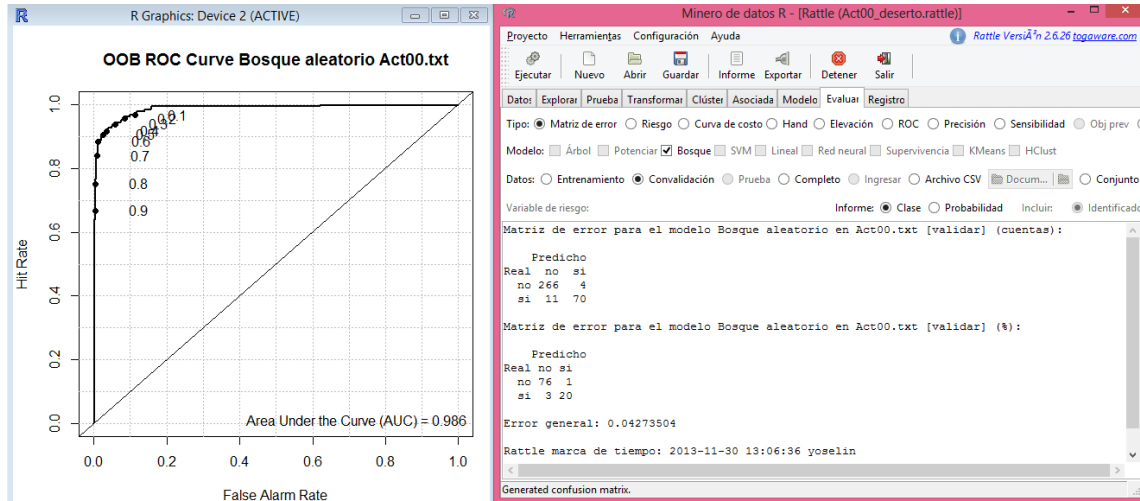 R Graphics: Device 2 (ACTIVE)
OOB ROC Curve Bosque aleatorio Act00.txt
0.1
0.2
0.3
0.4
0.6
0.7
0.8
0.9
1.0
0.8
0.6
0.4
0.2
0.0
Hit Rate
Area Under the Curve (AUC) = 0.986
0.0 0.2 0.4 0.6 0.8 1.0
False Alarm Rate
Minero de datos R - [Rattle (Act00_deserto.rattle)]
Proyecto Herramientas Configuración Ayuda Rattle VersiÃ³n 2.6.26 togaware.com
Ejecutar Nuevo Abrir Guardar Informe Exportar Detener Salir
Datos Explorar Prueba Transformar Clúster Asociada Modelo Evaluar Registro
Tipo: Matriz de error Riesgo Curva de costo Hand Elevación ROC Precisión Sensibilidad Obj prev
Modelo: Árbol Potenciar Bosque SVM Lineal Red neural Supervivencia KMeans HClust
Datos: Entrenamiento Convalidación Prueba Completo Ingresar Archivo CSV Docum... Conjunto
Variable de riesgo: Informe: Clase Probabilidad Incluir: Identificado
Matriz de error para el modelo Bosque aleatorio en Act00.txt [validar] (cuentas):
Predicho
Real no si
no 266 4
si 11 70
Matriz de error para el modelo Bosque aleatorio en Act00.txt [validar] (%):
Predicho
Real no si
no 76 1
si 3 20
Error general: 0.04273504
Rattle marca de tiempo: 2013-11-30 13:06:36 yoselin
Generated confusion matrix.